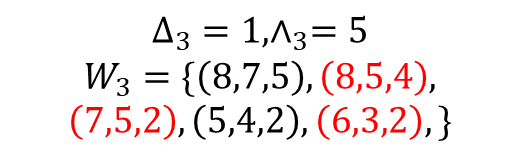 Δ₃ = 1,∧₃= 5
W₃ = {(8,7,5), (8,5,4),
(7,5,2), (5,4,2), (6,3,2), }